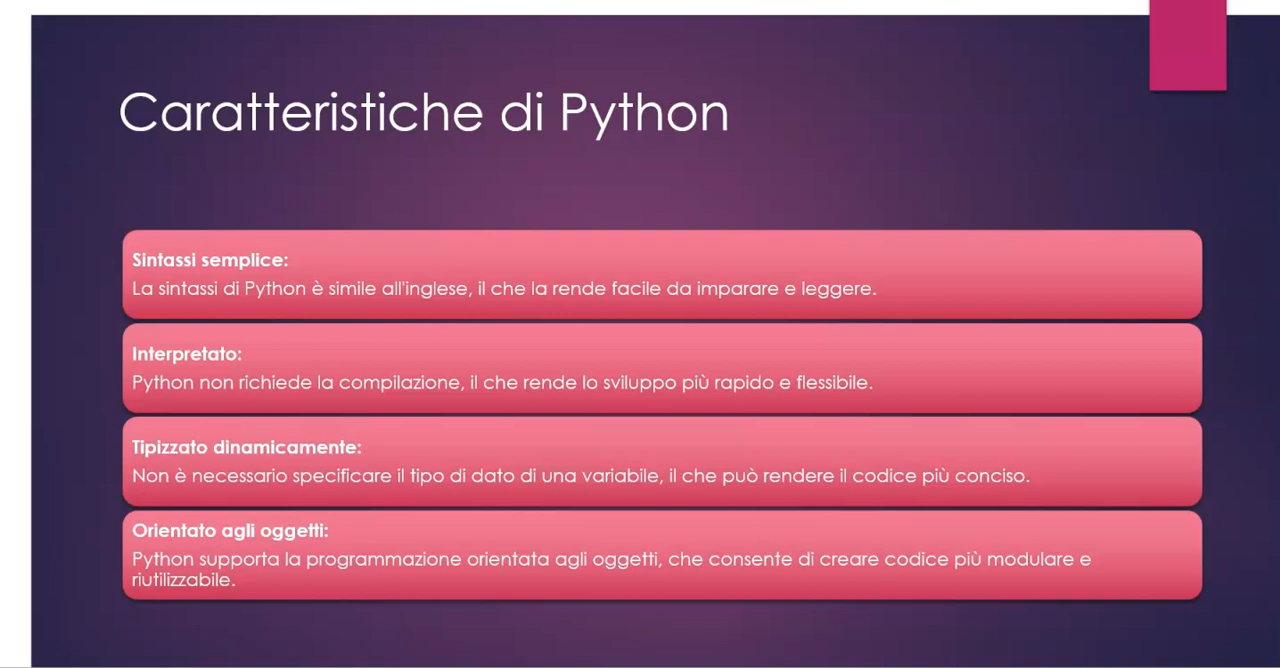 Caratteristiche di Python
Sintassi semplice:
La sintassi di Python è simile all'inglese, il che la rende facile da imparare e leggere.
Interpretato:
Python non richiede la compilazione, il che rende lo sviluppo più rapido e flessibile.
Tipizzato dinamicamente:
Non è necessario specificare il tipo di dato di una variabile, il che può rendere il codice più conciso.
Orientato agli oggetti:
Python supporta la programmazione orientata agli oggetti, che consente di creare codice più modulare e
riutilizzabile.